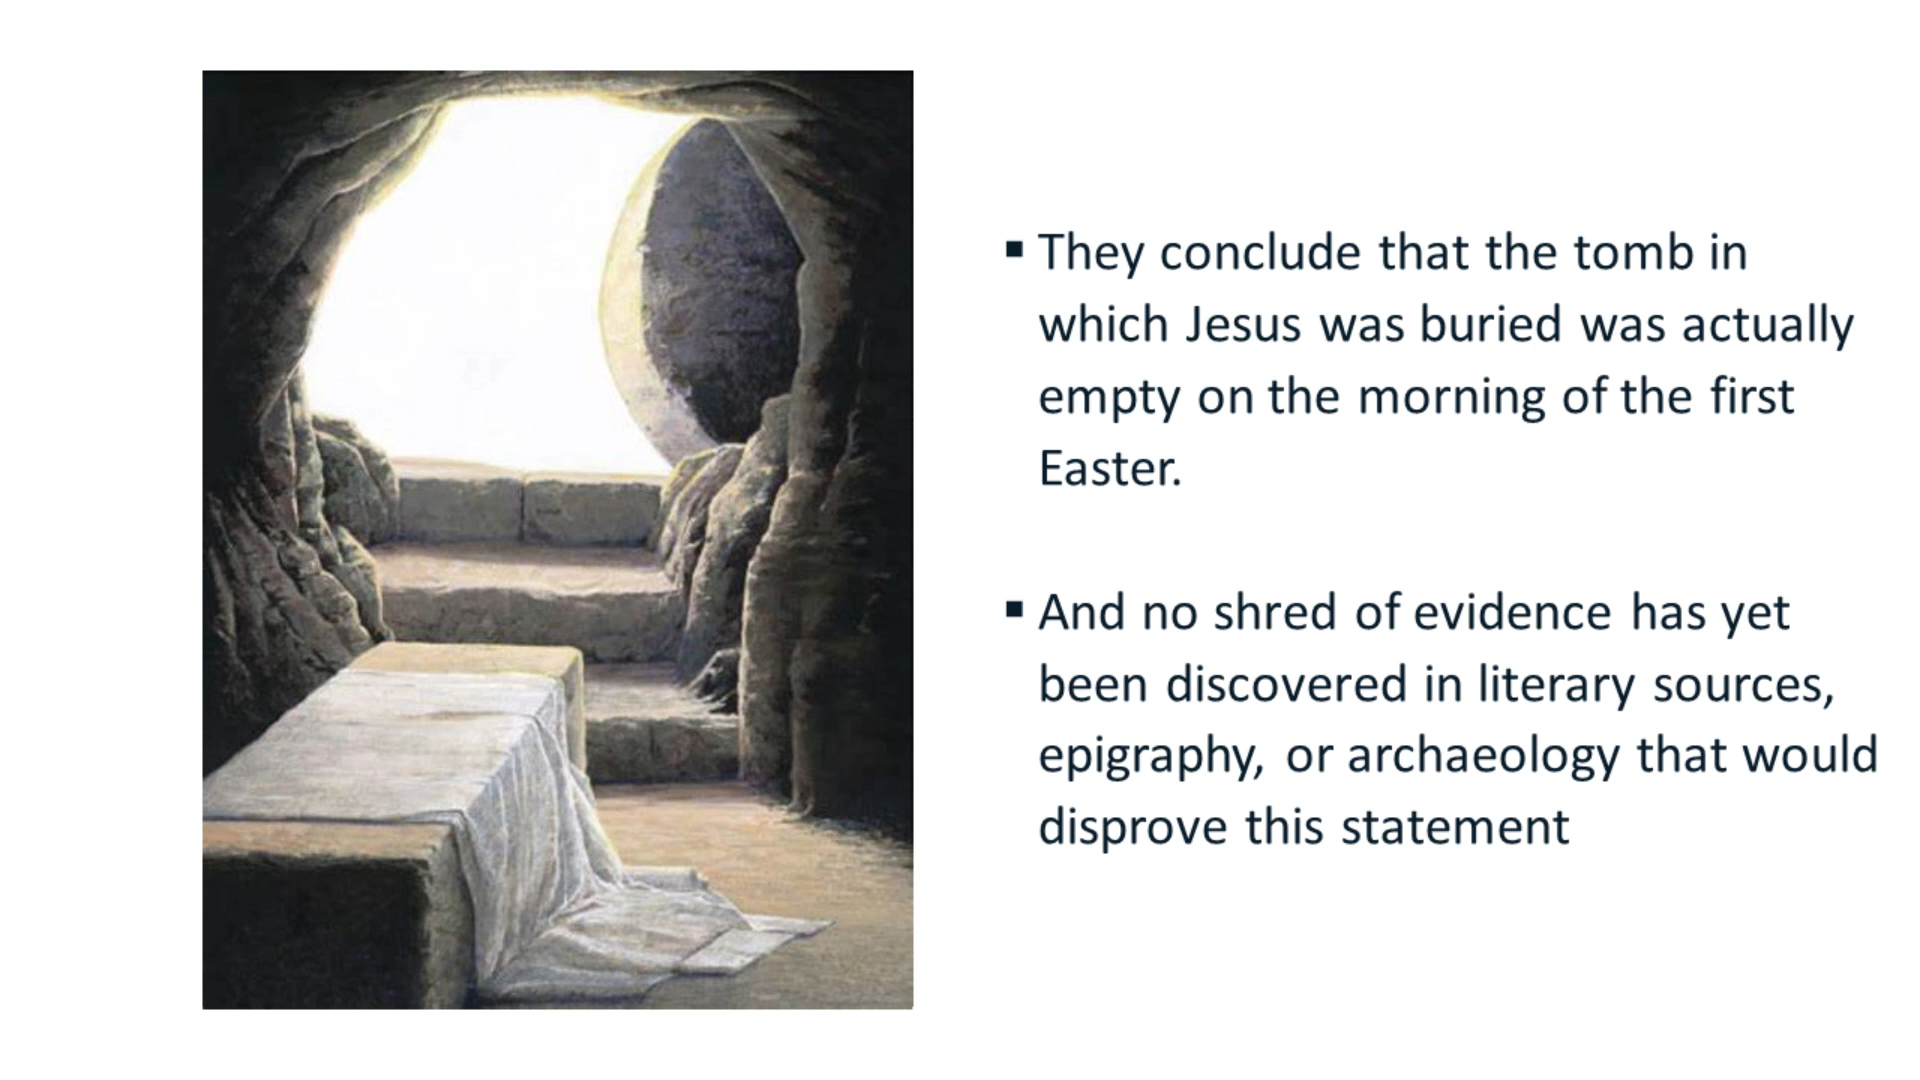 ▪ They conclude that the tomb in
which Jesus was buried was actually
empty on the morning of the first
Easter.
▪ And no shred of evidence has yet
been discovered in literary sources,
epigraphy, or archaeology that would
disprove this statement